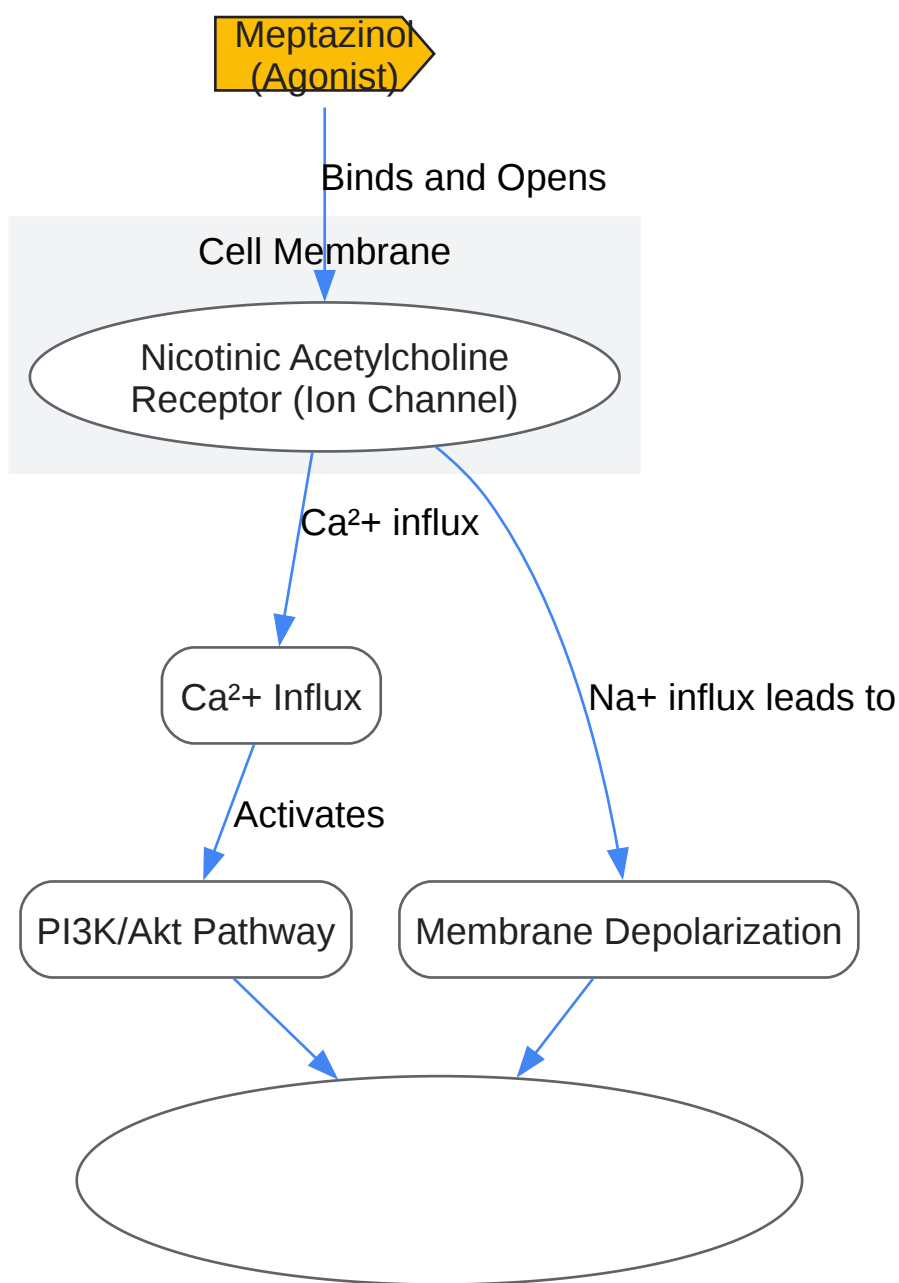 Meptazinol
(Agonist)
Binds and Opens
Cell Membrane
Nicotinic Acetylcholine
Receptor (Ion Channel)
Ca²+ influx
Ca²+ Influx
Na+ influx leads to
Activates
PI3K/Akt Pathway
Membrane Depolarization